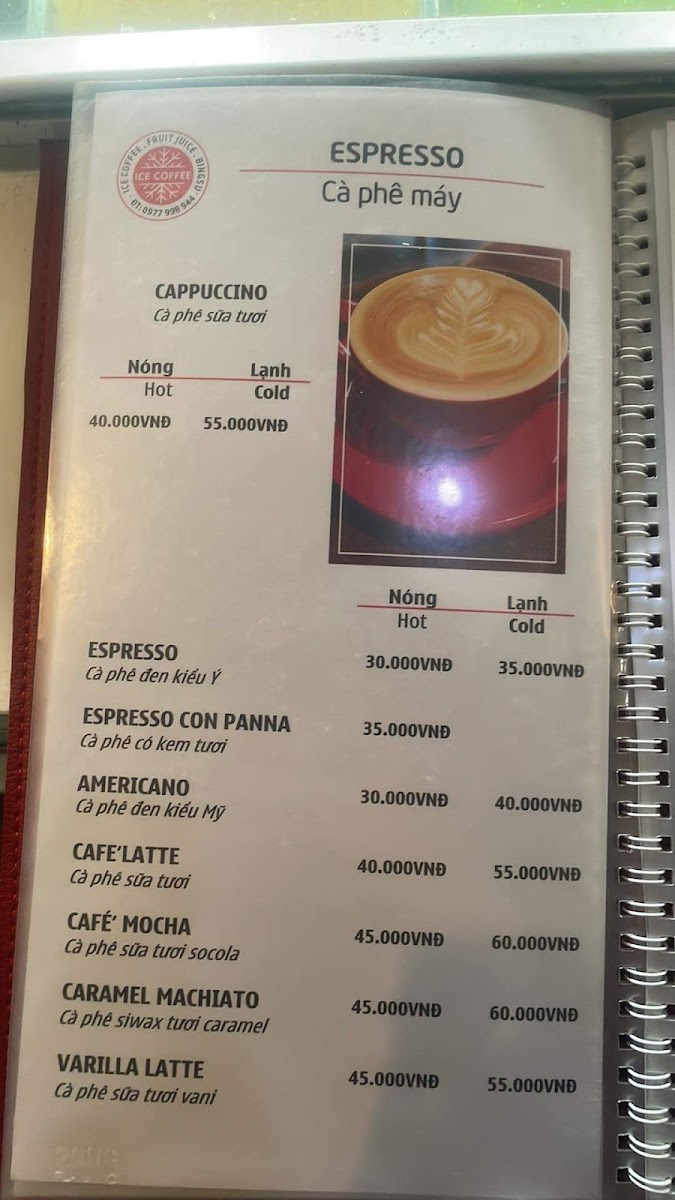 ICE COFFEE . FRUIT JUICE . BINGSU
ICE COFFEE
ĐT: 0977 998 944
ESPRESSO
Cà phê máy
CAPPUCCINO
Cà phê sữa tươi
Nóng Lạnh
Hot Cold
40.000VNĐ 55.000VNĐ
Nóng Lạnh
Hot Cold
ESPRESSO 30.000VNĐ 35.000VNĐ
Cà phê đen kiểu Ý
ESPRESSO CON PANNA 35.000VNĐ
Cà phê có kem tươi
AMERICANO 30.000VNĐ 40.000VNĐ
Cà phê đen kiểu Mỹ
CAFE'LATTE 40.000VNĐ 55.000VNĐ
Cà phê sữa tươi
CAFÉ' MOCHA 45.000VNĐ 60.000VNĐ
Cà phê sữa tươi socola
CARAMEL MACHIATO 45.000VNĐ 60.000VNĐ
Cà phê siwax tươi caramel
VARILLA LATTE 45.000VNĐ 55.000VNĐ
Cà phê sữa tươi vani